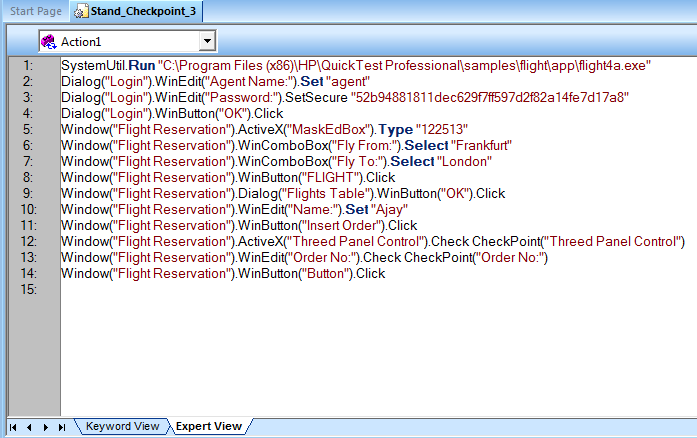 Start Page
Stand_Checkpoint_3
Action1
1: SystemUtil.Run "C:\Program Files (x86)\HP\QuickTest Professional\samples\flight\app\flight4a.exe"
2: Dialog("Login").WinEdit("Agent Name:").Set "agent"
3: Dialog("Login").WinEdit("Password:").SetSecure "52b94881811dec629f7ff597d2f82a14fe7d17a8"
4: Dialog("Login").WinButton("OK").Click
5: Window("Flight Reservation").ActiveX("MaskEdBox").Type "122513"
6: Window("Flight Reservation").WinComboBox("Fly From:").Select "Frankfurt"
7: Window("Flight Reservation").WinComboBox("Fly To:").Select "London"
8: Window("Flight Reservation").WinButton("FLIGHT").Click
9: Window("Flight Reservation").Dialog("Flights Table").WinButton("OK").Click
10: Window("Flight Reservation").WinEdit("Name:").Set "Ajay"
11: Window("Flight Reservation").WinButton("Insert Order").Click
12: Window("Flight Reservation").ActiveX("Threed Panel Control").Check CheckPoint("Threed Panel Control")
13: Window("Flight Reservation").WinEdit("Order No:").Check CheckPoint("Order No:")
14: Window("Flight Reservation").WinButton("Button").Click
15:
Keyword View
Expert View